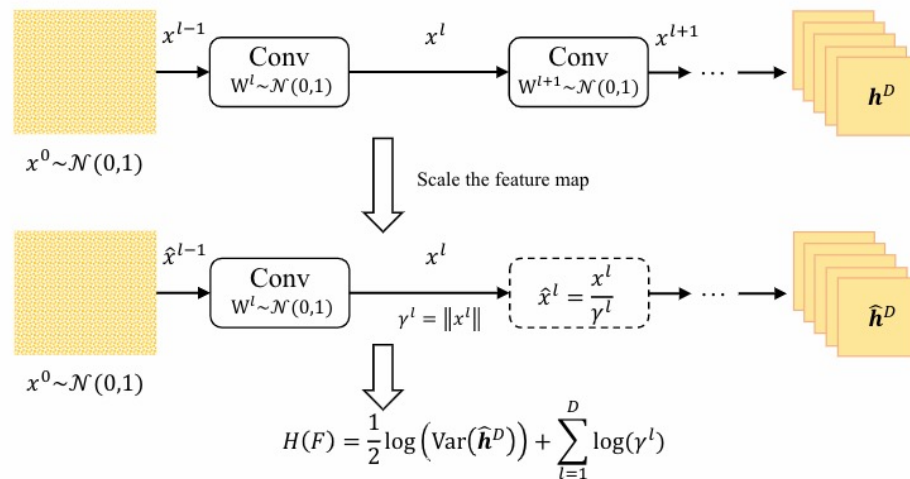 x^{l-1} Conv W^l~𝒩(0,1) x^l Conv W^{l+1}~𝒩(0,1) x^{l+1} ⋯ h^D
x^0~𝒩(0,1)
Scale the feature map
x̂^{l-1} Conv W^l~𝒩(0,1) x^l γ^l = ‖x^l‖ x̂^l = x^l/γ^l ⋯ ĥ^D
x^0~𝒩(0,1)
H(F) = 1/2 log(Var(ĥ^D)) + ∑_{l=1}^{D} log(γ^l)